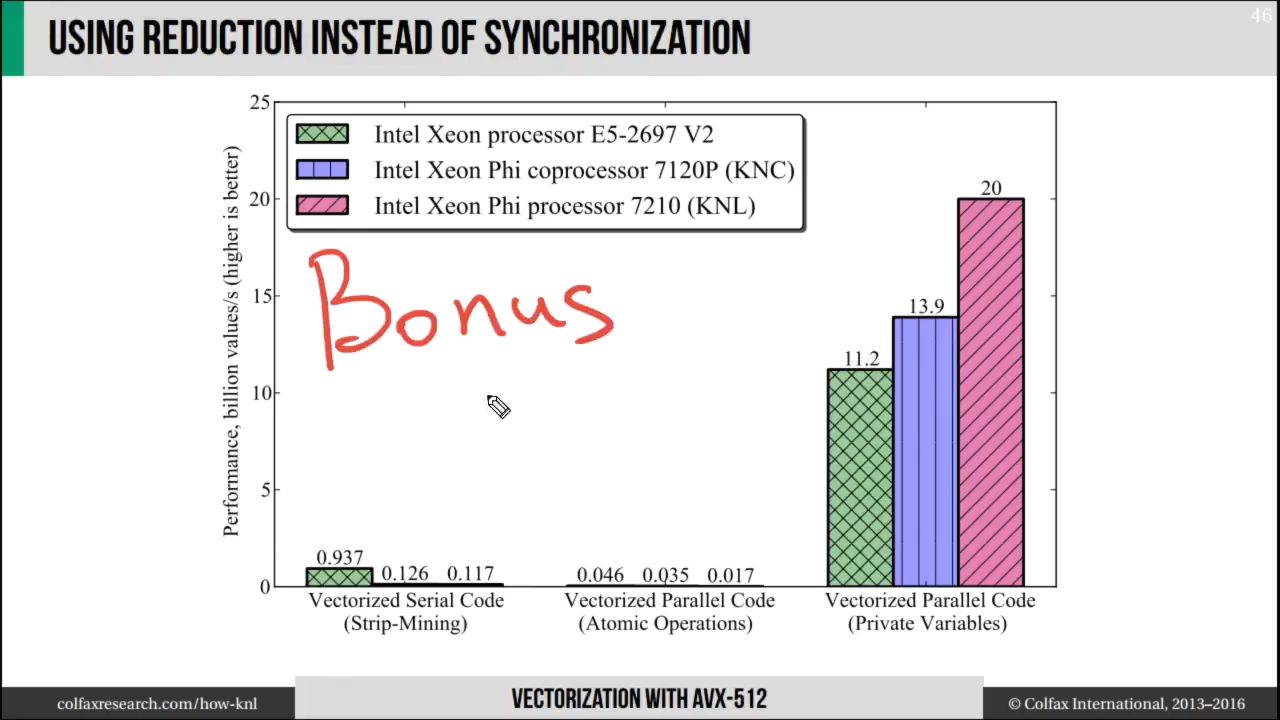 46
USING REDUCTION INSTEAD OF SYNCHRONIZATION
Performance, billion values/s (higher is better)
25
20
15
10
5
0
Intel Xeon processor E5-2697 V2
Intel Xeon Phi coprocessor 7120P (KNC)
Intel Xeon Phi processor 7210 (KNL)
Bonus
0.937
0.126
0.117
0.046
0.035
0.017
11.2
13.9
20
Vectorized Serial Code
(Strip-Mining)
Vectorized Parallel Code
(Atomic Operations)
Vectorized Parallel Code
(Private Variables)
colfaxresearch.com/how-knl
VECTORIZATION WITH AVX-512
© Colfax International, 2013–2016